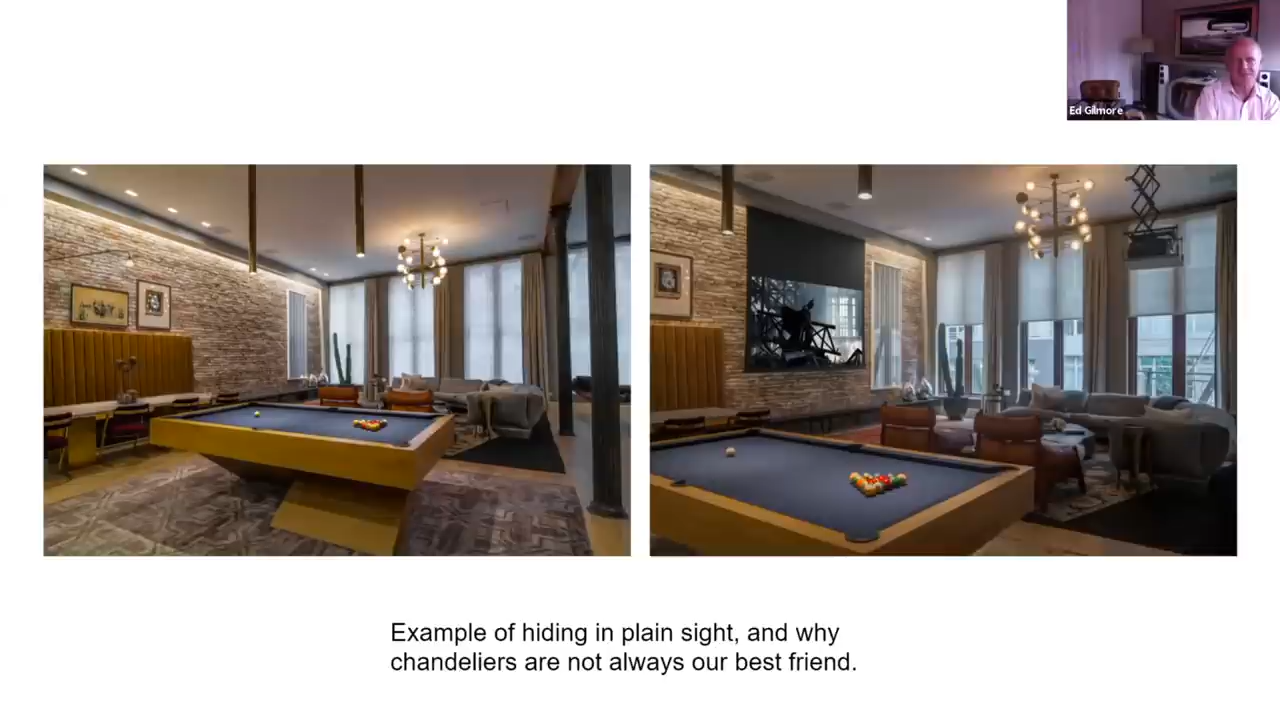 Ed Gilmore
Example of hiding in plain sight, and why
chandeliers are not always our best friend.